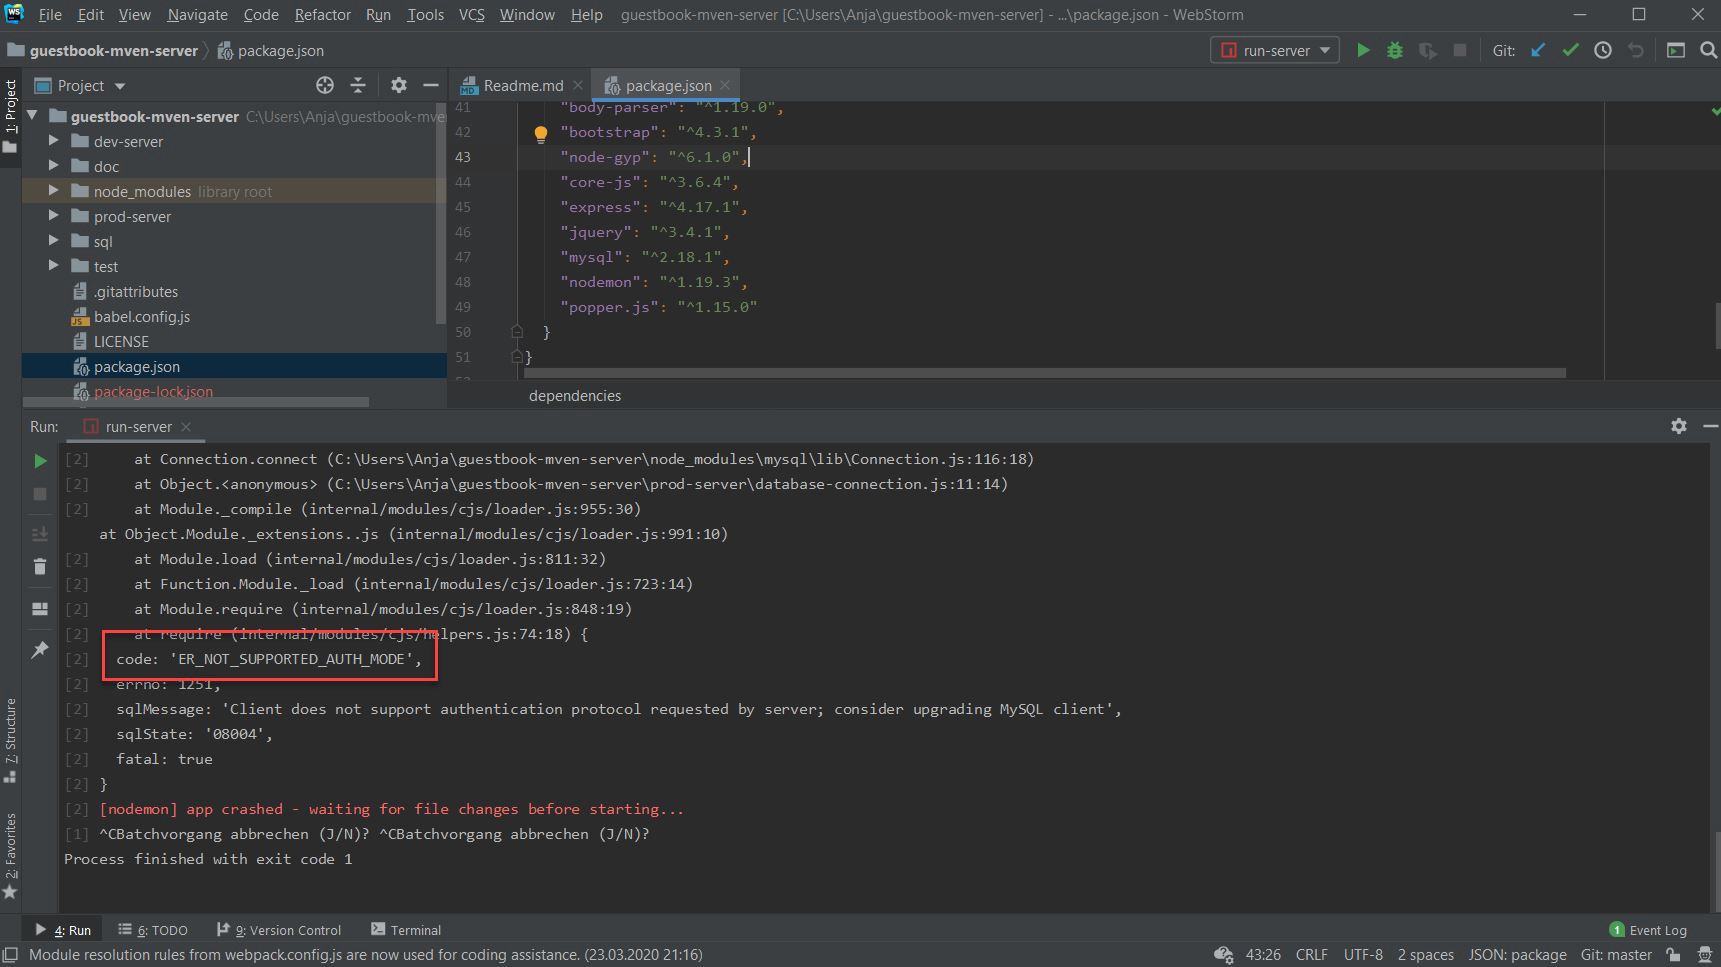 File Edit View Navigate Code Refactor Run Tools VCS Window Help guestbook-mven-server [C:\Users\Anja\guestbook-mven-server] - ...\package.json - WebStorm
guestbook-mven-server package.json run-server Git:
1: Project
Project
Readme.md package.json
guestbook-mven-server C:\Users\Anja\guestbook-mve
dev-server
doc
node_modules library root
prod-server
sql
test
.gitattributes
babel.config.js
LICENSE
package.json
package-lock.json
41 "body-parser": "^1.19.0",
42 "bootstrap": "^4.3.1",
43 "node-gyp": "^6.1.0",
44 "core-js": "^3.6.4",
45 "express": "^4.17.1",
46 "jquery": "^3.4.1",
47 "mysql": "^2.18.1",
48 "nodemon": "^1.19.3",
49 "popper.js": "^1.15.0"
50 }
51 }
dependencies
Run: run-server
[2] at Connection.connect (C:\Users\Anja\guestbook-mven-server\node_modules\mysql\lib\Connection.js:116:18)
[2] at Object.<anonymous> (C:\Users\Anja\guestbook-mven-server\prod-server\database-connection.js:11:14)
[2] at Module._compile (internal/modules/cjs/loader.js:955:30)
at Object.Module._extensions..js (internal/modules/cjs/loader.js:991:10)
[2] at Module.load (internal/modules/cjs/loader.js:811:32)
[2] at Function.Module._load (internal/modules/cjs/loader.js:723:14)
[2] at Module.require (internal/modules/cjs/loader.js:848:19)
[2] at require (internal/modules/cjs/helpers.js:74:18) {
[2] code: 'ER_NOT_SUPPORTED_AUTH_MODE',
[2] errno: 1251,
[2] sqlMessage: 'Client does not support authentication protocol requested by server; consider upgrading MySQL client',
[2] sqlState: '08004',
[2] fatal: true
[2] }
[2] [nodemon] app crashed - waiting for file changes before starting...
[1] ^CBatchvorgang abbrechen (J/N)? ^CBatchvorgang abbrechen (J/N)?
Process finished with exit code 1
7: Structure
2: Favorites
4: Run 6: TODO 9: Version Control Terminal 1 Event Log
Module resolution rules from webpack.config.js are now used for coding assistance. (23.03.2020 21:16) 43:26 CRLF UTF-8 2 spaces JSON: package Git: master